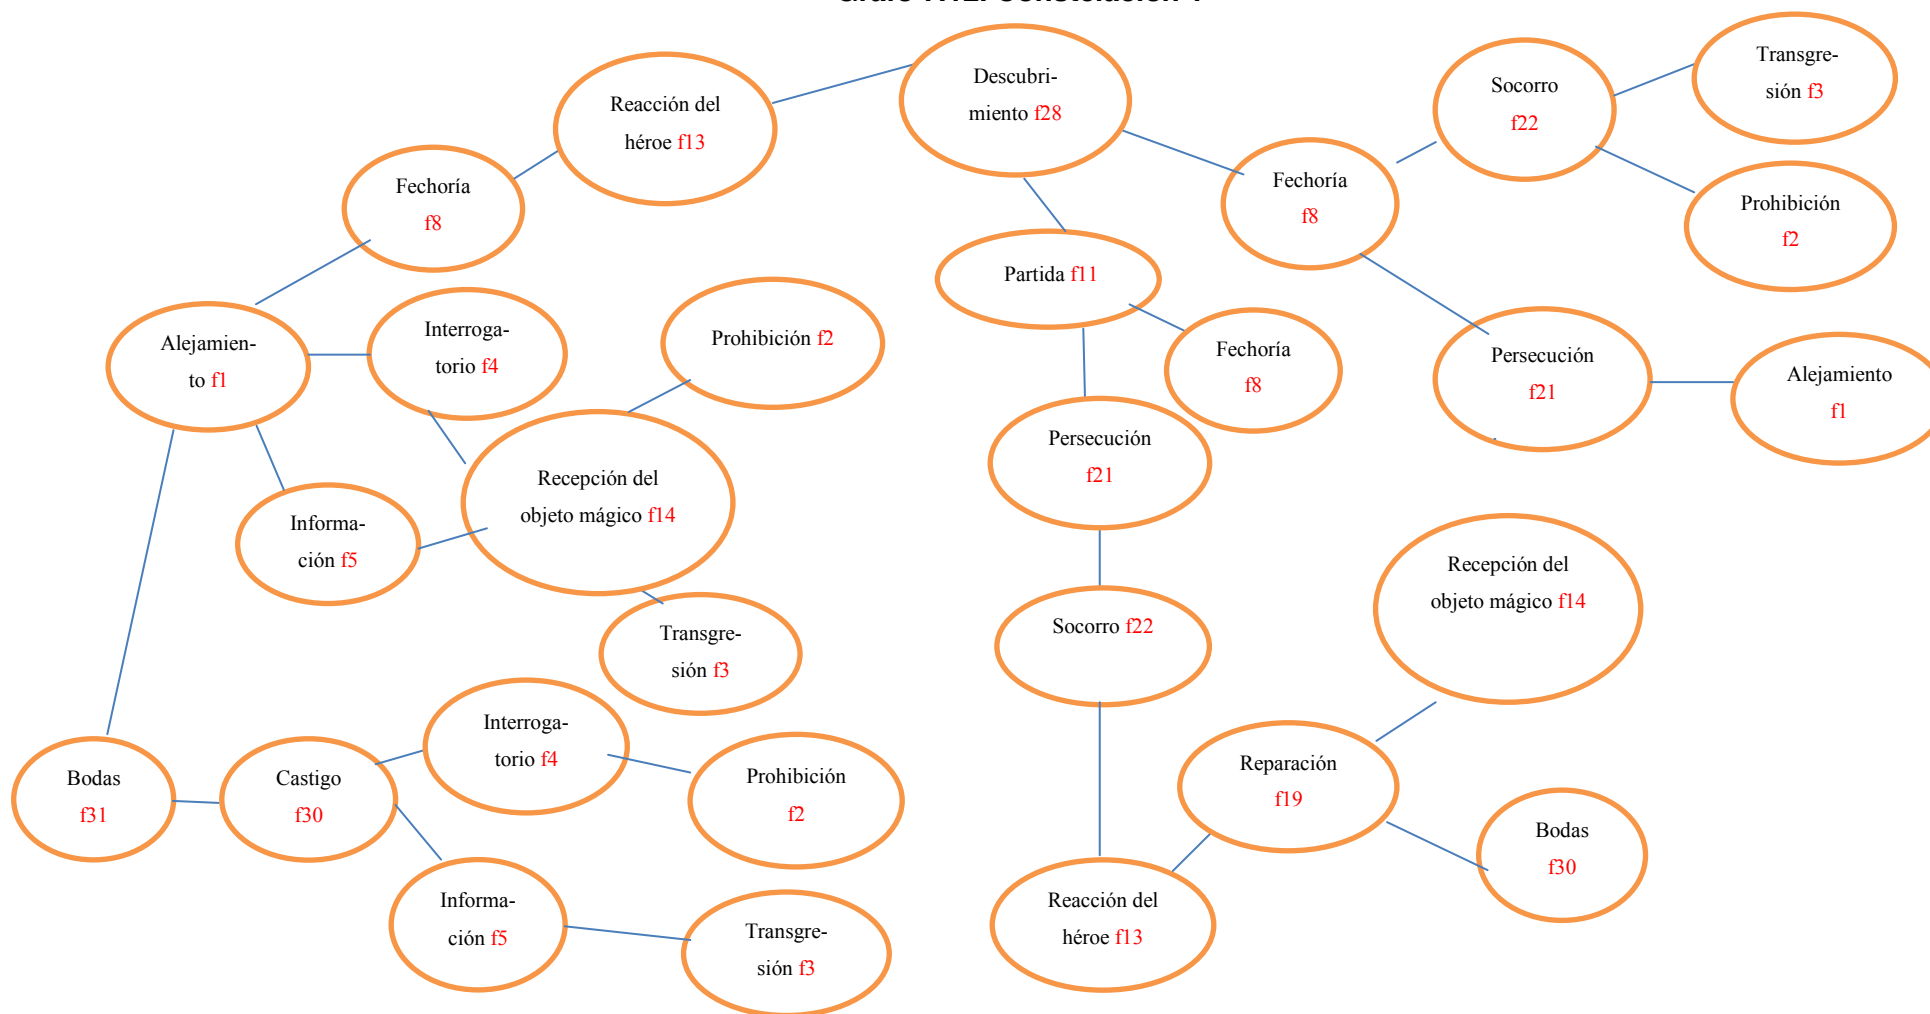 Descubri-
miento f28
Reacción del
héroe f13
Fechoría
f8
Socorro
f22
Transgre-
sión f3
Fechoría
f8
Prohibición
f2
Partida f11
Fechoría
f8
Persecución
f21
Alejamiento
f1
Alejamien-
to f1
Interroga-
torio f4
Prohibición f2
Recepción del
objeto mágico f14
Informa-
ción f5
Transgre-
sión f3
Persecución
f21
Socorro f22
Recepción del
objeto mágico f14
Reparación
f19
Bodas
f30
Reacción del
héroe f13
Bodas
f31
Castigo
f30
Interroga-
torio f4
Prohibición
f2
Informa-
ción f5
Transgre-
sión f3